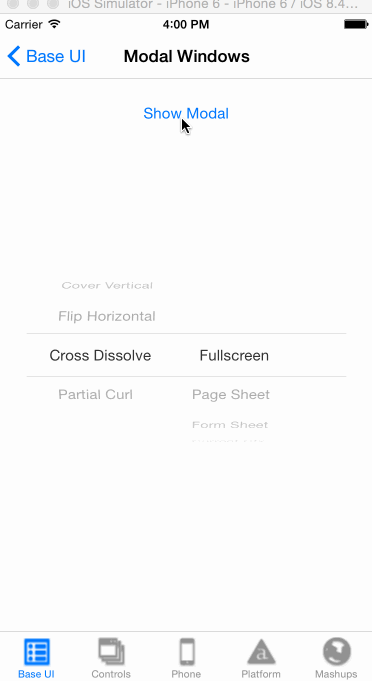 iOS Simulator - iPhone 6 - iPhone 6 / iOS 8.4...
Carrier 4:00 PM
Base UI Modal Windows
Show Modal
Cover Vertical
Flip Horizontal
Cross Dissolve Fullscreen
Partial Curl Page Sheet
Form Sheet
Base UI Controls Phone Platform Mashups